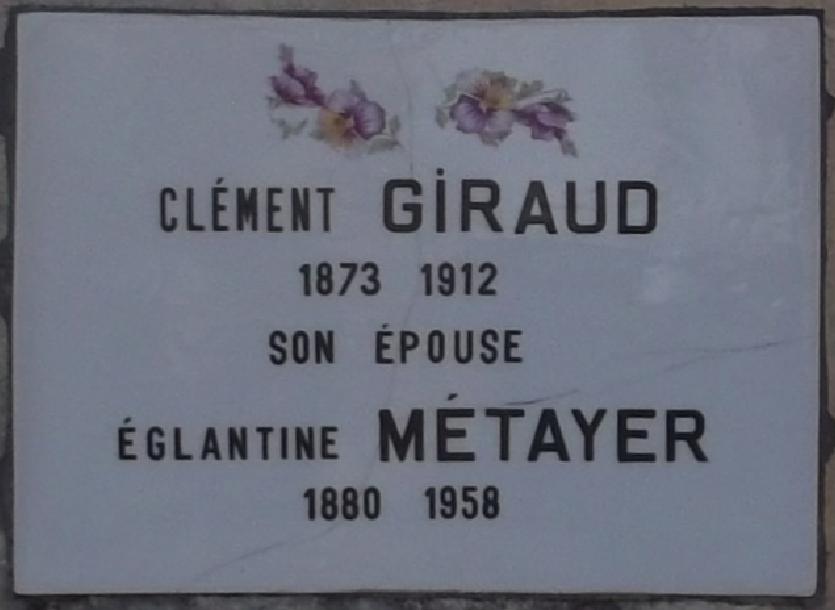 CLÉMENT GİRAUD
1873 1912
SON ÉPOUSE
ÉGLANTINE MÉTAYER
1880 1958